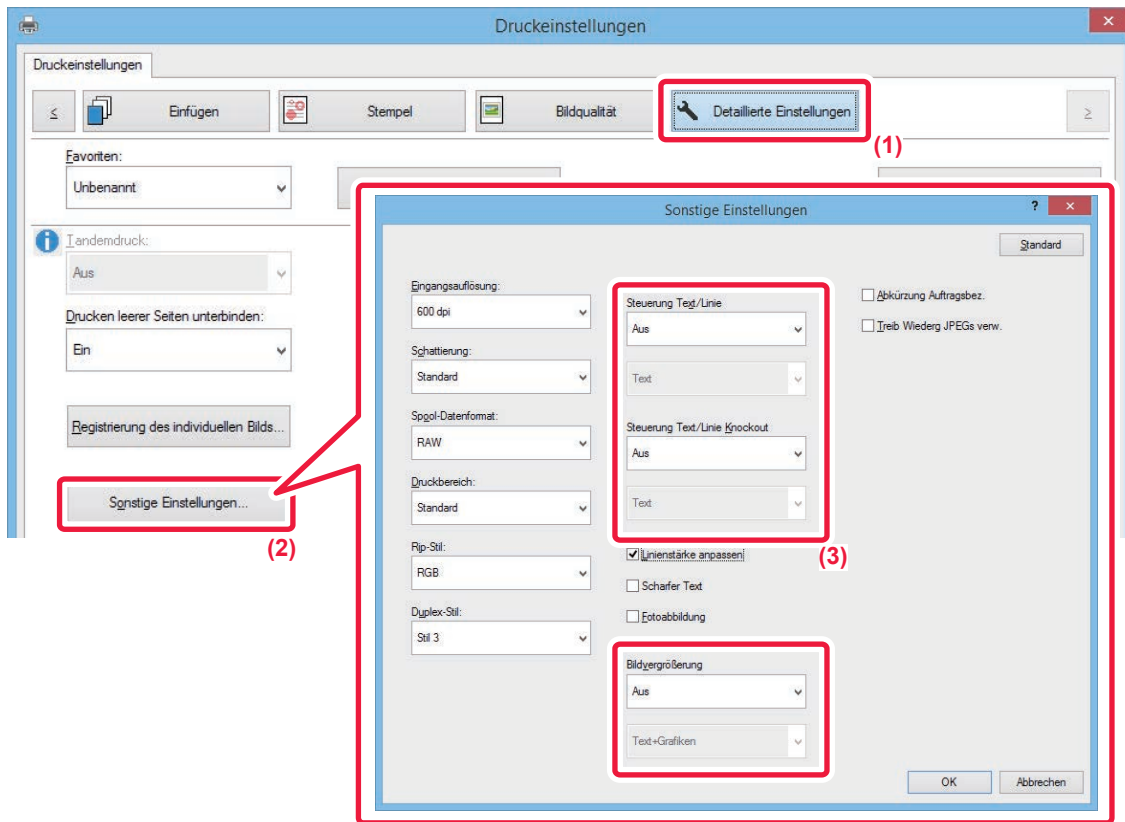 Druckeinstellungen
Druckeinstellungen
Einfügen
Stempel
Bildqualität
Detaillierte Einstellungen
(1)
Favoriten:
Unbenannt
Tandemdruck:
Aus
Drucken leerer Seiten unterbinden:
Ein
Registrierung des individuellen Bilds...
Sonstige Einstellungen...
(2)
Sonstige Einstellungen
?
Standard
Eingangsauflösung:
600 dpi
Schattierung:
Standard
Spool-Datenformat:
RAW
Druckbereich:
Standard
Rip-Stil:
RGB
Duplex-Stil:
Stil 3
Steuerung Text/Linie
Aus
Text
Steuerung Text/Linie Knockout
Aus
Text
(3)
Linienstärke anpassen
Scharfer Text
Fotoabbildung
Bildvergrößerung
Aus
Text+Grafiken
Abkürzung Auftragsbez.
Treib Wiederg JPEGs verw.
OK
Abbrechen